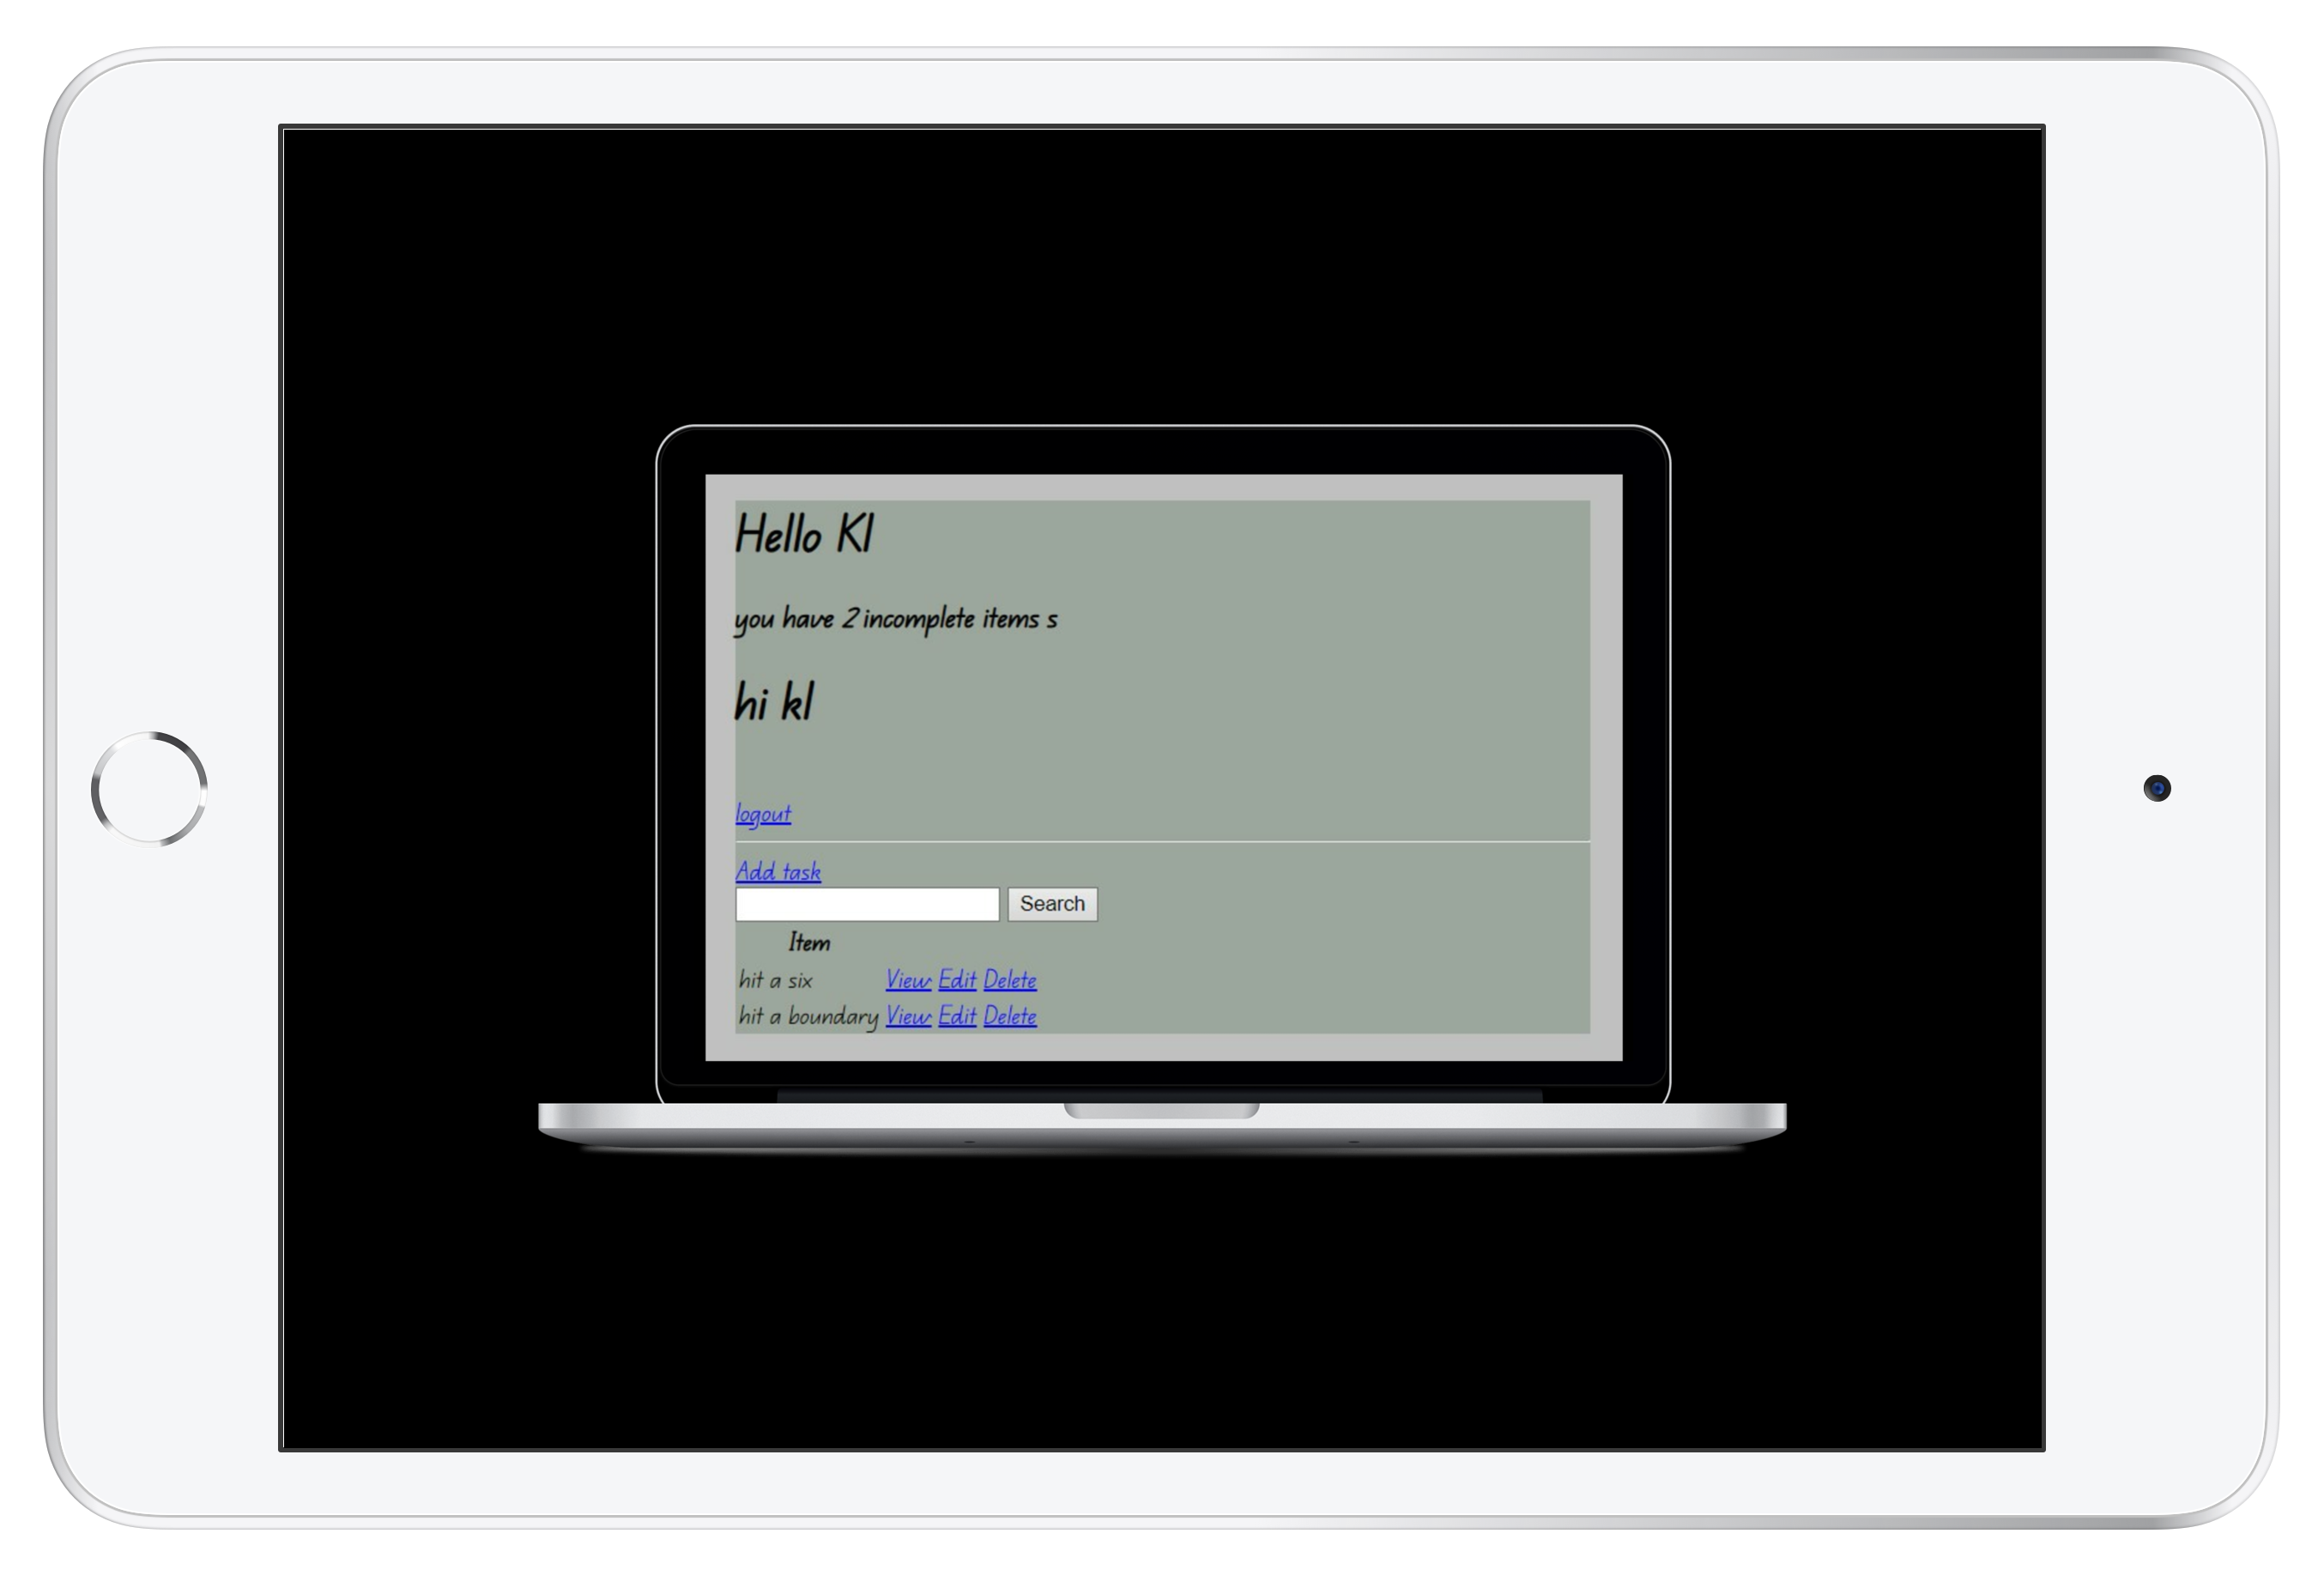 Hello Kl
you have 2 incomplete items s
hi kl
logout
Add task
Search
Item
hit a six View Edit Delete
hit a boundary View Edit Delete